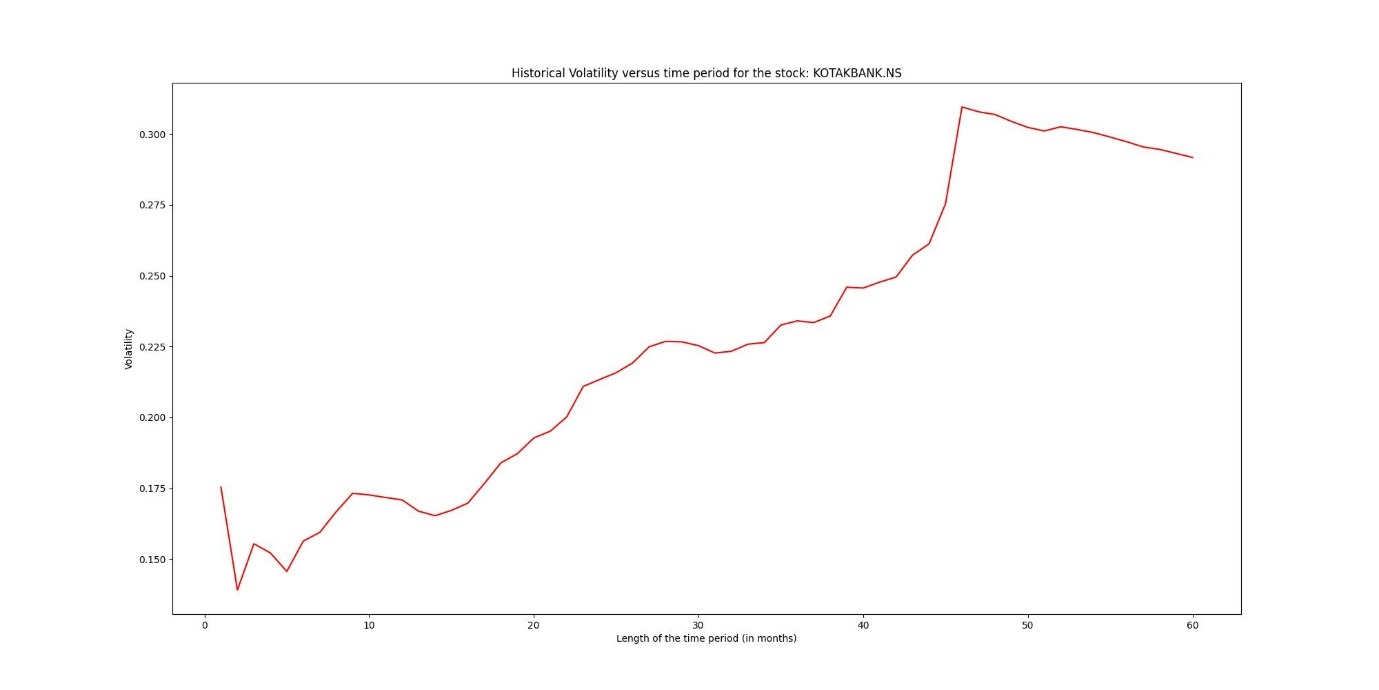 Historical Volatility versus time period for the stock: KOTAKBANK.NS
Volatility
0.300
0.275
0.250
0.225
0.200
0.175
0.150
0 10 20 30 40 50 60
Length of the time period (in months)